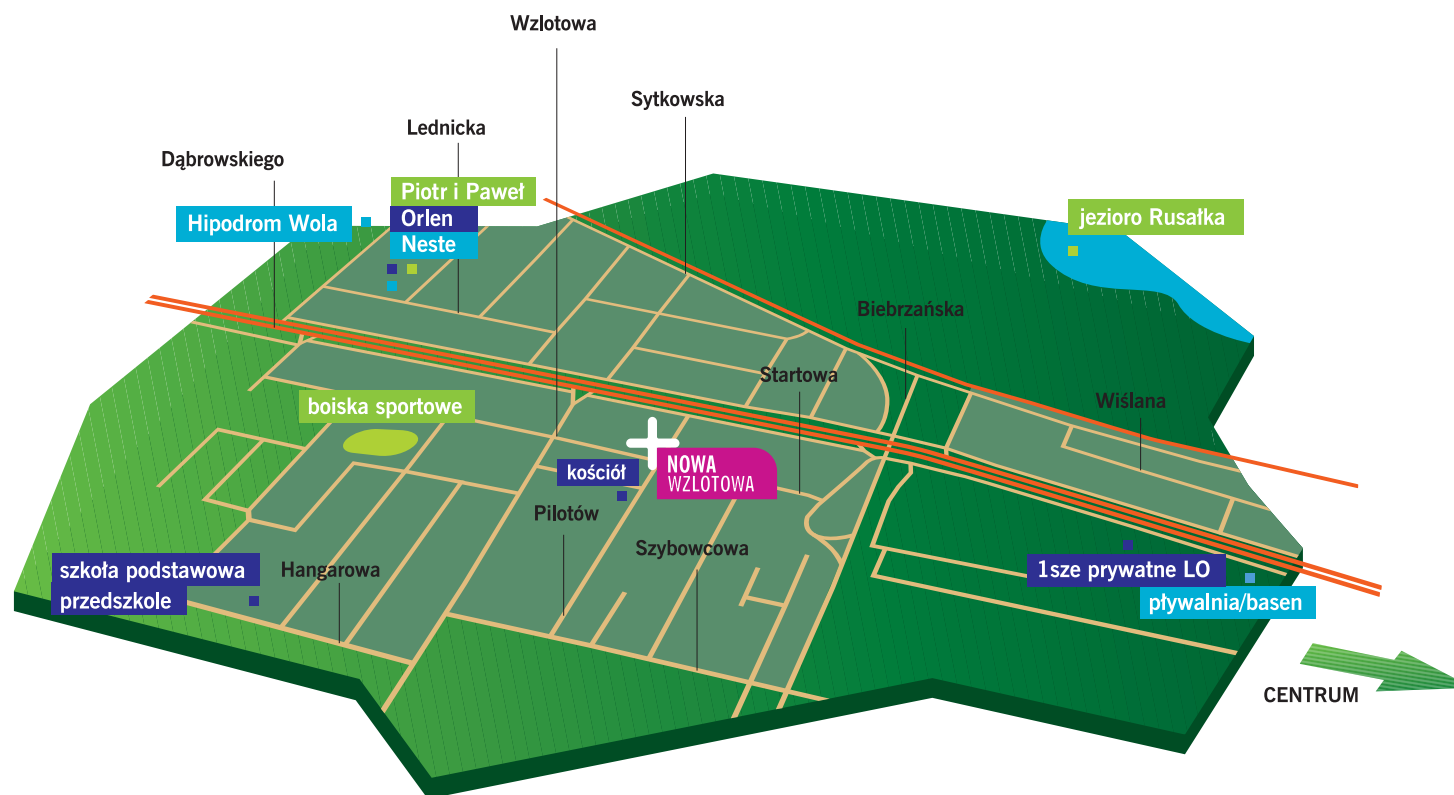 Wzlotowa
Sytkowska
Lednicka
Dąbrowskiego
Piotr i Paweł
Hipodrom Wola
Orlen
Neste
jezioro Rusałka
Biebrzańska
Startowa
Wiślana
boiska sportowe
kościół
NOWA
WZLOTOWA
Pilotów
Szybowcowa
szkoła podstawowa
przedszkole
Hangarowa
1sze prywatne LO
pływalnia/basen
CENTRUM